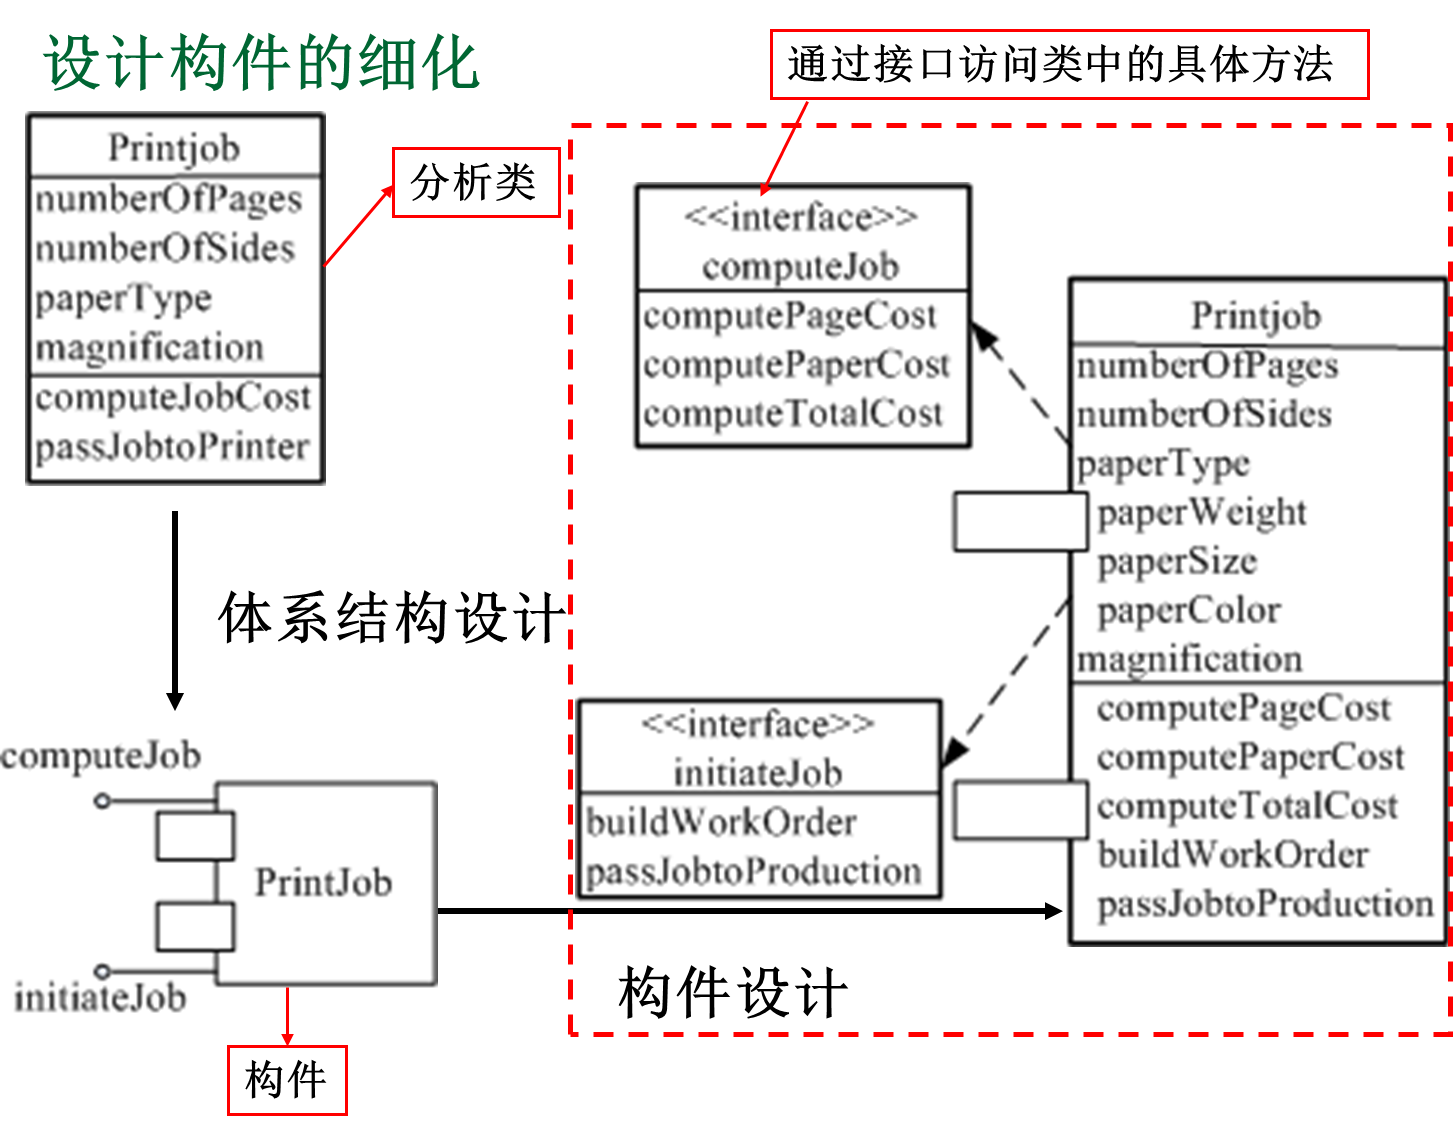 设计构件的细化
通过接口访问类中的具体方法
Printjob
numberOfPages
numberOfSides
paperType
magnification
computeJobCost
passJobtoPrinter
分析类
体系结构设计
computeJob
PrintJob
initiateJob
构件
<<interface>>
computeJob
computePageCost
computePaperCost
computeTotalCost
<<interface>>
initiateJob
buildWorkOrder
passJobtoProduction
Printjob
numberOfPages
numberOfSides
paperType
paperWeight
paperSize
paperColor
magnification
computePageCost
computePaperCost
computeTotalCost
buildWorkOrder
passJobtoProduction
构件设计